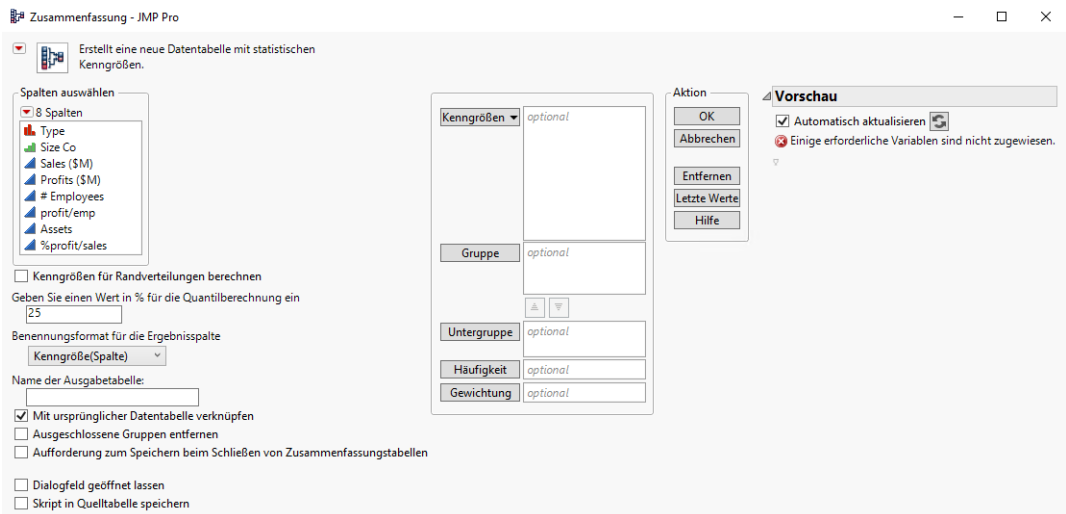 Zusammenfassung - JMP Pro
Erstellt eine neue Datentabelle mit statistischen
Kenngrößen.
Spalten auswählen
8 Spalten
Type
Size Co
Sales ($M)
Profits ($M)
# Employees
profit/emp
Assets
%profit/sales
Kenngrößen für Randverteilungen berechnen
Geben Sie einen Wert in % für die Quantilberechnung ein
25
Benennungsformat für die Ergebnisspalte
Kenngröße(Spalte)
Name der Ausgabetabelle:
Mit ursprünglicher Datentabelle verknüpfen
Ausgeschlossene Gruppen entfernen
Aufforderung zum Speichern beim Schließen von Zusammenfassungstabellen
Dialogfeld geöffnet lassen
Skript in Quelltabelle speichern
Kenngrößen optional
Gruppe optional
Untergruppe optional
Häufigkeit optional
Gewichtung optional
Aktion
OK
Abbrechen
Entfernen
Letzte Werte
Hilfe
Vorschau
Automatisch aktualisieren
Einige erforderliche Variablen sind nicht zugewiesen.